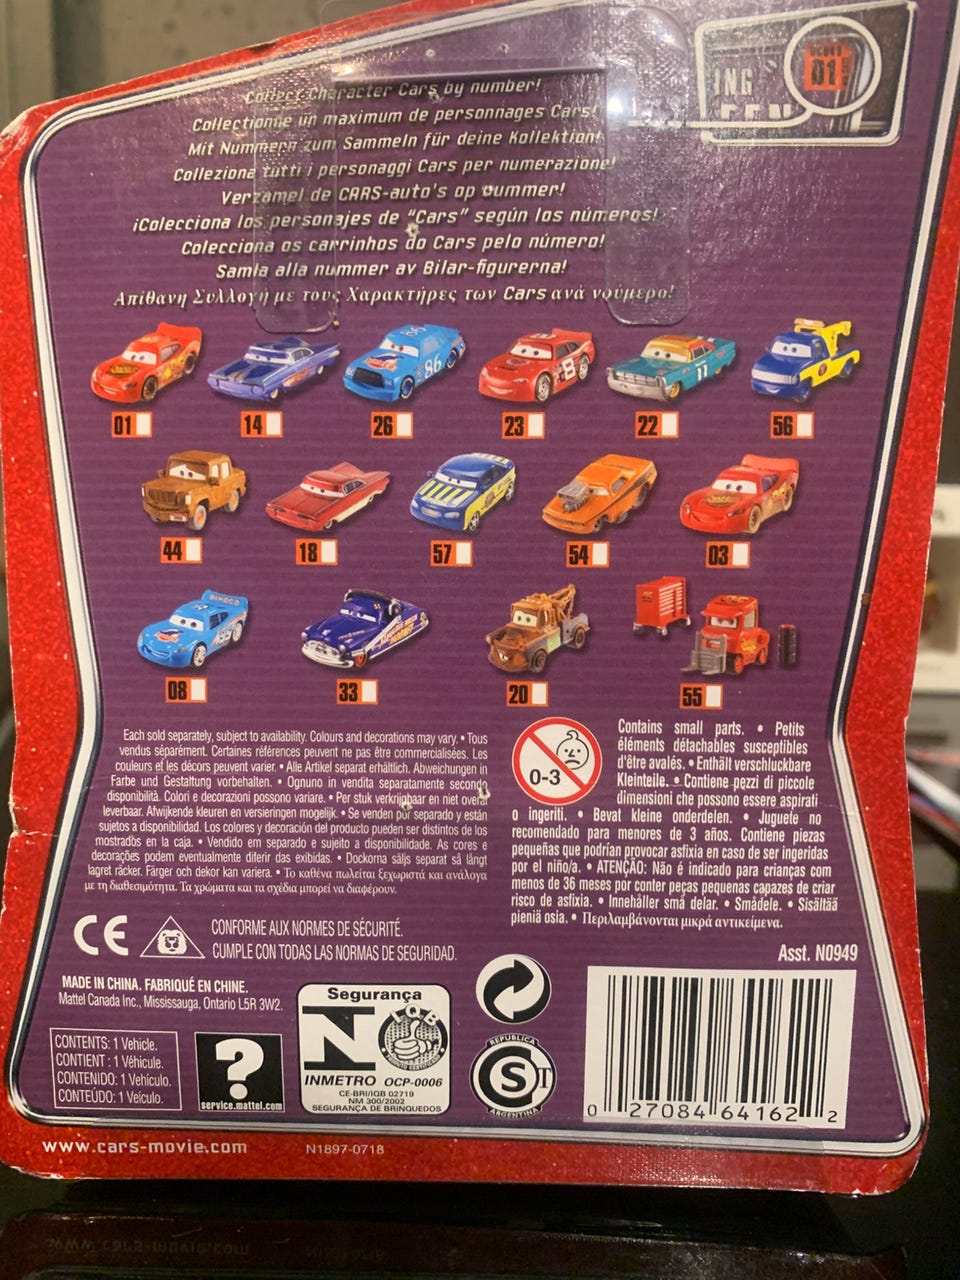 Collect Character Cars by number!
Collectionne un maximum de personnages Cars!
Mit Nummern zum Sammeln für deine Kollektion!
Colleziona tutti i personaggi Cars per numerazione!
Verzamel de CARS-auto's op nummer!
¡Colecciona los personajes de "Cars" según los números!
Colecciona os carrinhos do Cars pelo número!
Samla alla nummer av Bilar-figurerna!
Απίθανη Συλλογή με τους Χαρακτήρες των Cars ανά νούμερο!
01
01 14 26 23 22 56
44 18 57 54 03
08 33 20 55
Each sold separately, subject to availability. Colours and decorations may vary. • Tous
vendus séparément. Certaines références peuvent ne pas être commercialisées. Les
couleurs et les décors peuvent varier. • Alle Artikel separat erhältlich. Abweichungen in
Farbe und Gestaltung vorbehalten. • Ognuno in vendita separatamente secondo
disponibilità. Colori e decorazioni possono variare. • Per stuk verkrijgbaar en niet overal
leverbaar. Afwijkende kleuren en versieringen mogelijk. • Se venden por separado y están
sujetos a disponibilidad. Los colores y decoración del producto pueden ser distintos de los
mostrados en la caja. • Vendido em separado e sujeito a disponibilidade. As cores e
decorações podem eventualmente diferir das exibidas. • Dockorna säljs separat så långt
lagret räcker. Färger och dekor kan variera. • Το καθένα πωλείται ξεχωριστά και ανάλογα
με τη διαθεσιμότητα. Τα χρώματα και τα σχέδια μπορεί να διαφέρουν.
0-3
Contains small parts. • Petits
éléments détachables susceptibles
d'être avalés. • Enthält verschluckbare
Kleinteile. • Contiene pezzi di piccole
dimensioni che possono essere aspirati
o ingeriti. • Bevat kleine onderdelen. • Juguete no
recomendado para menores de 3 años. Contiene piezas
pequeñas que podrían provocar asfixia en caso de ser ingeridas
por el niño/a. • ATENÇÃO: Não é indicado para crianças com
menos de 36 meses por conter peças pequenas capazes de criar
risco de asfixia. • Innehåller små delar. • Smådele. • Sisältää
pieniä osia. • Περιλαμβάνονται μικρά αντικείμενα.
CE
CONFORME AUX NORMES DE SÉCURITÉ.
CUMPLE CON TODAS LAS NORMAS DE SEGURIDAD.
Asst. N0949
MADE IN CHINA. FABRIQUÉ EN CHINE.
Mattel Canada Inc., Mississauga, Ontario L5R 3W2.
CONTENTS: 1 Vehicle.
CONTIENT : 1 Véhicule.
CONTENIDO: 1 Vehículo.
CONTEÚDO: 1 Veículo.
?
service.mattel.com
Segurança
N
IQB
INMETRO OCP-0006
CE-BRI/IQB 02719
NM 300/2002
SEGURANÇA DE BRINQUEDOS
REPUBLICA
S T
ARGENTINA
0 27084 64162 2
www.cars-movie.com
N1897-0718